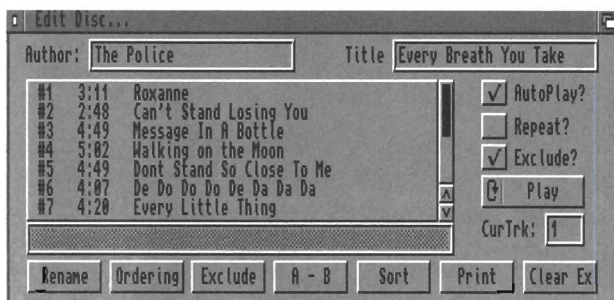 Edit Disc...
Author: The Police Title Every Breath You Take
#1 3:11 Roxanne
#2 2:48 Can't Stand Losing You
#3 4:49 Message In A Bottle
#4 5:02 Walking on the Moon
#5 4:49 Dont Stand So Close To Me
#6 4:07 De Do Do Do De Da Da Da
#7 4:20 Every Little Thing
AutoPlay?
Repeat?
Exclude?
Play
CurTrk: 1
Rename Ordering Exclude A - B Sort Print Clear Ex